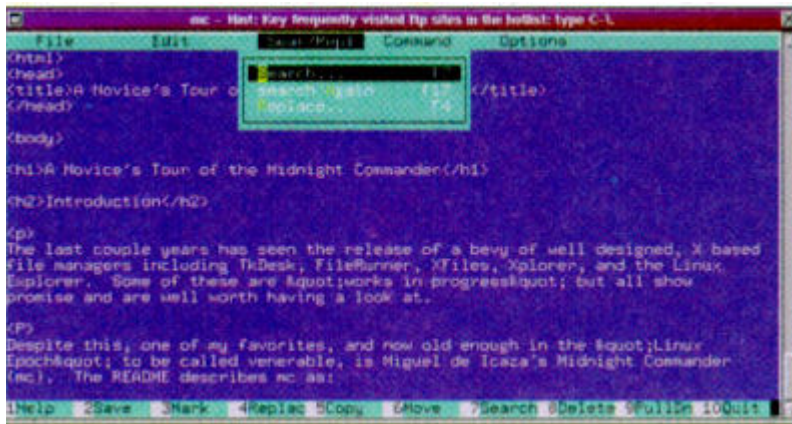 mc - Hint: Key frequently visited ftp sites in the hotlist: type C-\.
File Edit Sear/Repl Command Options
<html>
<head>
<title>A Novice's Tour o </title>
</head>
Search... F7
search Again F17
Replace... F4
<body>
<h1>A Novice's Tour of the Midnight Commander</h1>
<h2>Introduction</h2>
<p>
The last couple years has seen the release of a bevy of well designed, X based
file managers including TkDesk, FileRunner, XFiles, Xplorer, and the Linux
Explorer. Some of these are &quot;works in progress&quot; but all show
promise and are well worth having a look at.
<P>
Despite this, one of my favorites, and now old enough in the &quot;Linux
Epoch&quot; to be called venerable, is Miguel de Icaza's Midnight Commander
(mc). The README describes mc as:
1Help 2Save 3Mark 4Replac 5Copy 6Move 7Search 8Delete 9PullDn 10Quit